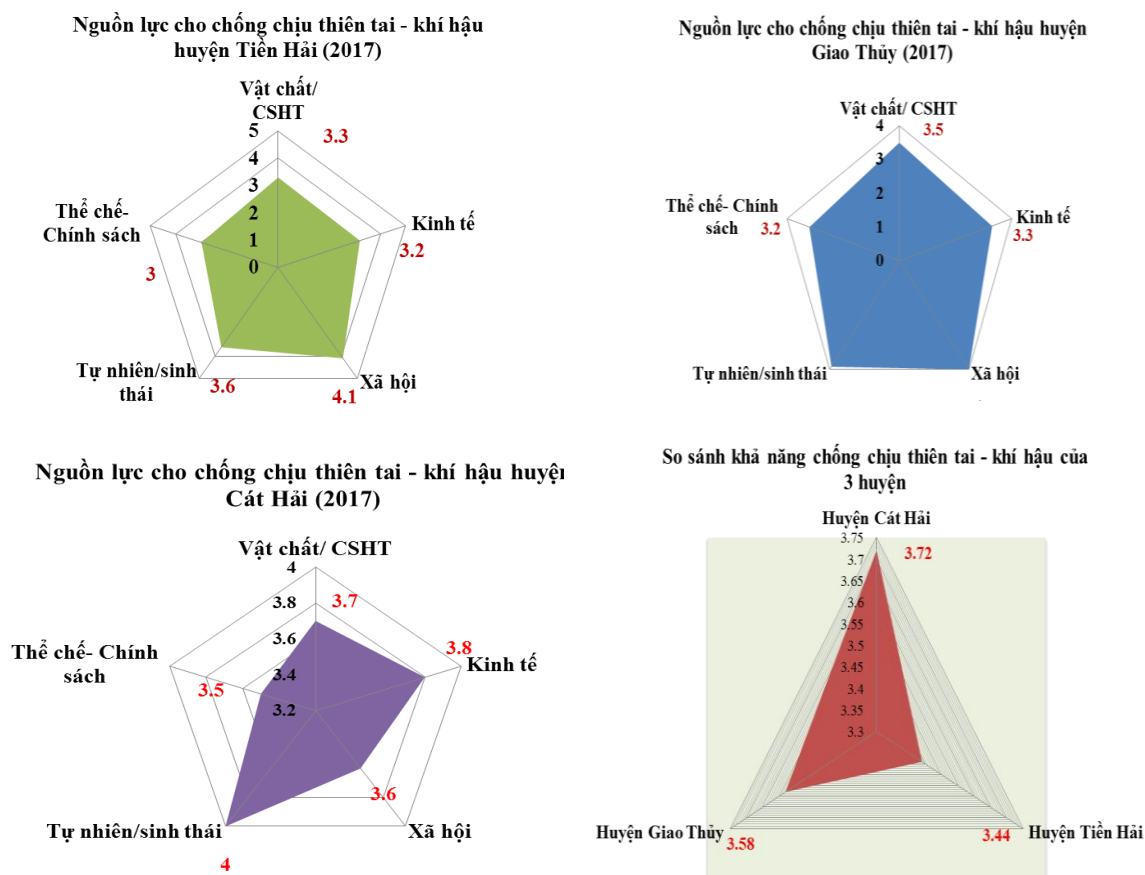 Nguồn lực cho chống chịu thiên tai - khí hậu
huyện Tiền Hải (2017)
Vật chất/
CSHT
5
3.3
4
3
Thể chế-
Chính sách
2
1
Kinh tế
3.2
3
0
Tự nhiên/sinh
thái
3.6
Xã hội
4.1
Nguồn lực cho chống chịu thiên tai - khí hậu huyện
Giao Thủy (2017)
Vật chất/ CSHT
4
3.5
3
2
Thể chế- Chính
sách
3.2
1
Kinh tế
3.3
0
Tự nhiên/sinh thái
Xã hội
Nguồn lực cho chống chịu thiên tai - khí hậu huyện
Cát Hải (2017)
Vật chất/ CSHT
4
3.8
3.7
3.6
Thể chế- Chính
sách
3.5
3.8
Kinh tế
3.4
3.2
3.6
Tự nhiên/sinh thái
Xã hội
4
So sánh khả năng chống chịu thiên tai - khí hậu của
3 huyện
Huyện Cát Hải
3.75
3.72
3.7
3.65
3.6
3.55
3.5
3.45
3.4
3.35
3.3
Huyện Giao Thủy
3.58
3.44
Huyện Tiền Hải